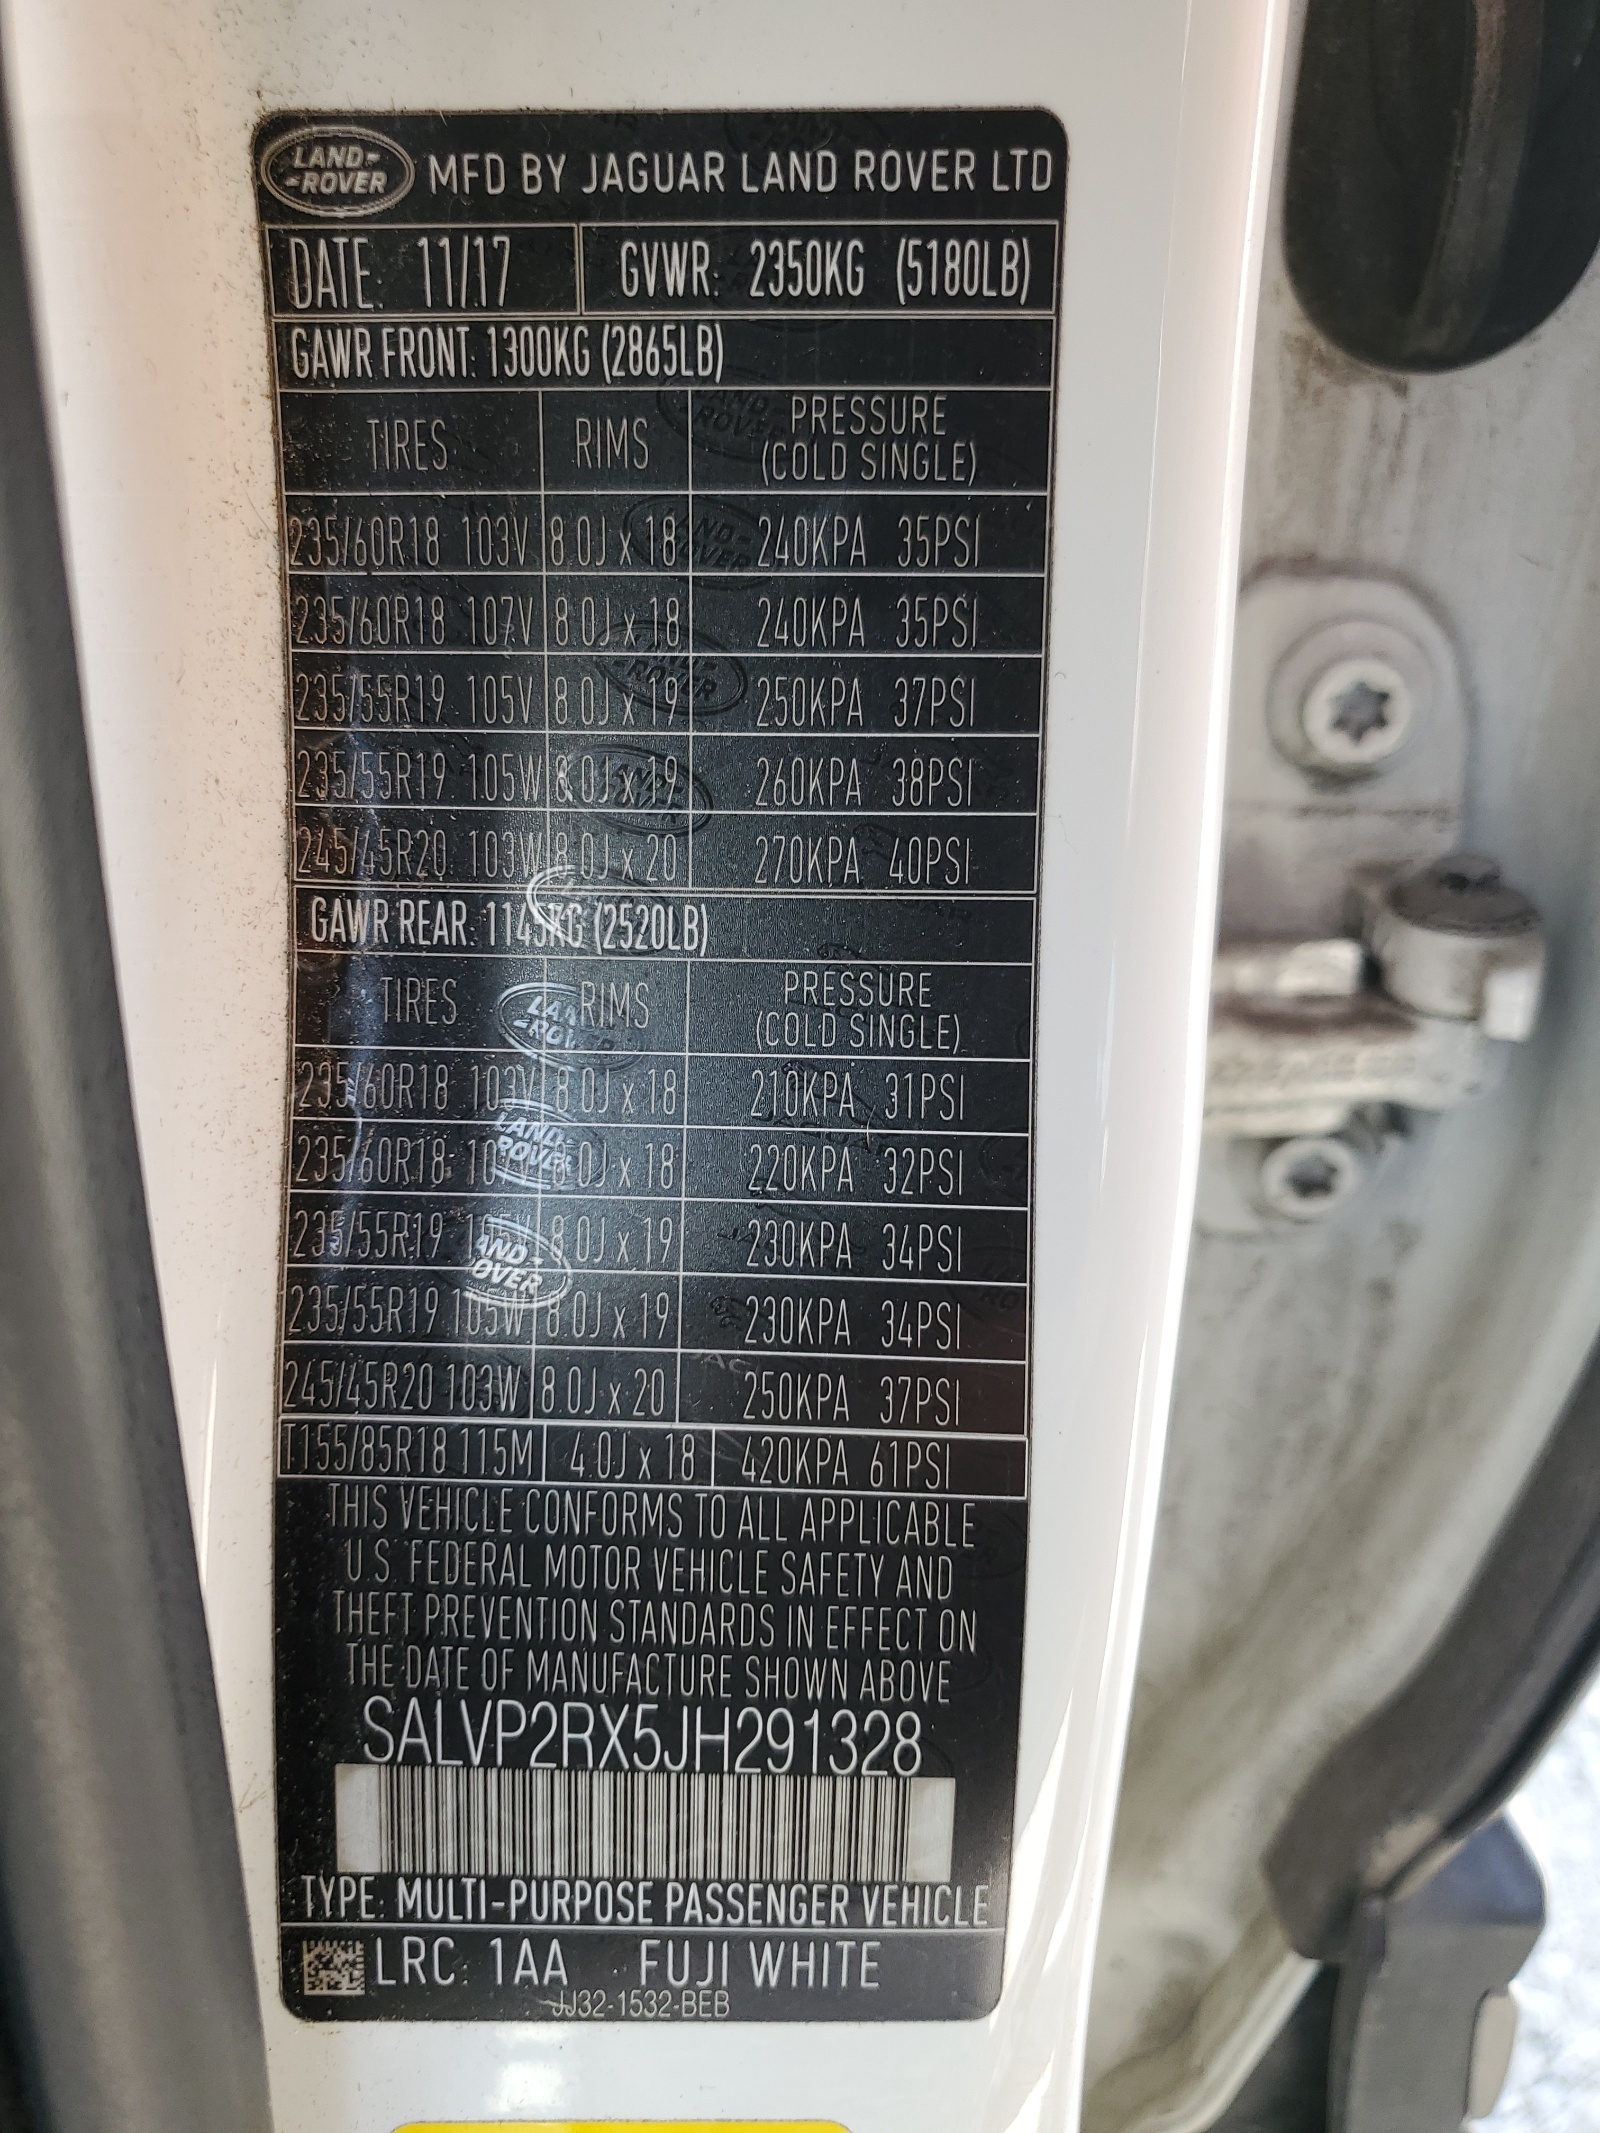 LAND-
-ROVER MFD BY JAGUAR LAND ROVER LTD
DATE: 11/17 GVWR: 2350KG (5180LB)
GAWR FRONT: 1300KG (2865LB)
TIRES RIMS PRESSURE (COLD SINGLE)
235/60R18 103V 8.0J x 18 240KPA 35PSI
235/60R18 107V 8.0J x 18 240KPA 35PSI
235/55R19 105V 8.0J x 19 250KPA 37PSI
235/55R19 105W 8.0J x 19 260KPA 38PSI
245/45R20 103W 8.0J x 20 270KPA 40PSI
GAWR REAR: 1145KG (2520LB)
TIRES RIMS PRESSURE (COLD SINGLE)
235/60R18 103V 8.0J x 18 210KPA 31PSI
235/60R18 107V 8.0J x 18 220KPA 32PSI
235/55R19 105V 8.0J x 19 230KPA 34PSI
235/55R19 105W 8.0J x 19 230KPA 34PSI
245/45R20 103W 8.0J x 20 250KPA 37PSI
T155/85R18 115M 4.0J x 18 420KPA 61PSI
THIS VEHICLE CONFORMS TO ALL APPLICABLE
U.S. FEDERAL MOTOR VEHICLE SAFETY AND
THEFT PREVENTION STANDARDS IN EFFECT ON
THE DATE OF MANUFACTURE SHOWN ABOVE
SALVP2RX5JH291328
TYPE: MULTI-PURPOSE PASSENGER VEHICLE
LRC: 1AA FUJI WHITE
JJ32-1532-BEB